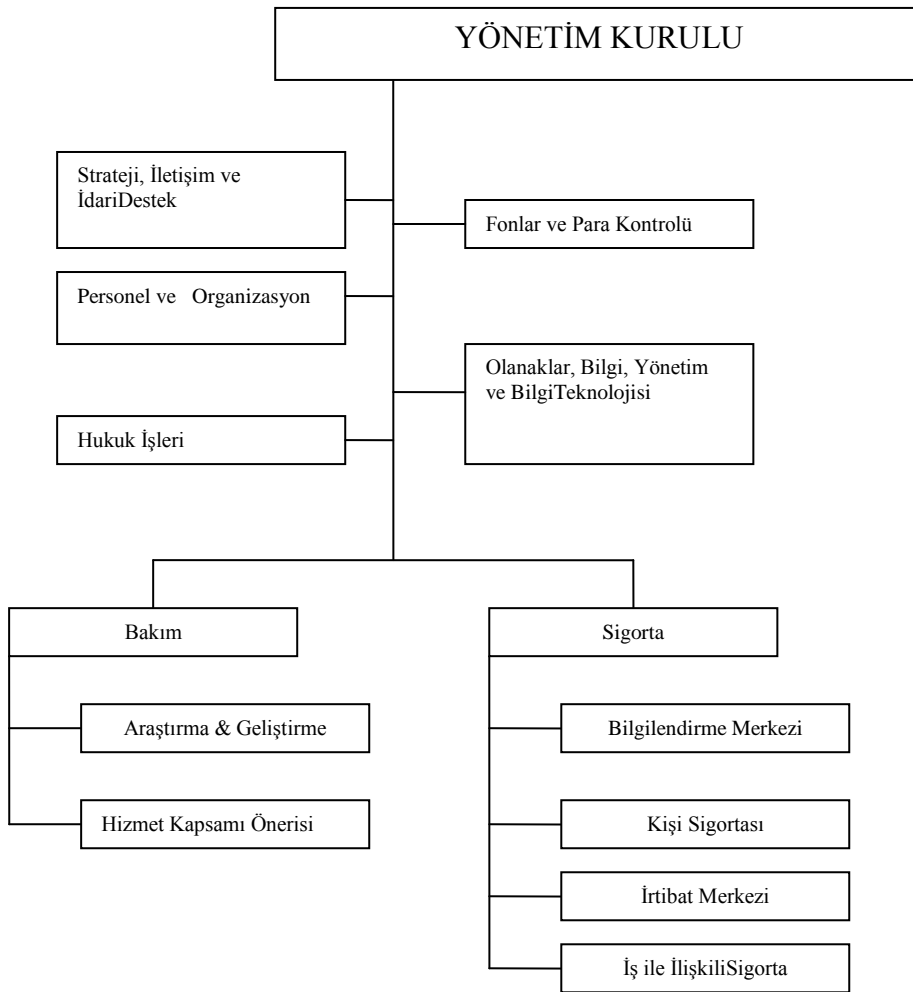 YÖNETİM KURULU
Strateji, İletişim ve
İdariDestek
Fonlar ve Para Kontrolü
Personel ve Organizasyon
Olanaklar, Bilgi, Yönetim
ve BilgiTeknolojisi
Hukuk İşleri
Bakım
Sigorta
Araştırma & Geliştirme
Bilgilendirme Merkezi
Hizmet Kapsamı Önerisi
Kişi Sigortası
İrtibat Merkezi
İş ile İlişkiliSigorta